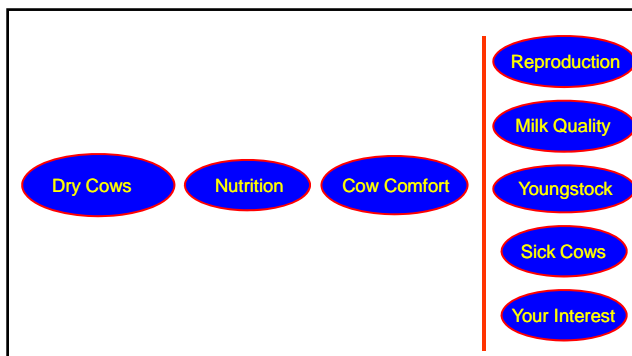 Dry Cows
Nutrition
Cow Comfort
Reproduction
Milk Quality
Youngstock
Sick Cows
Your Interest